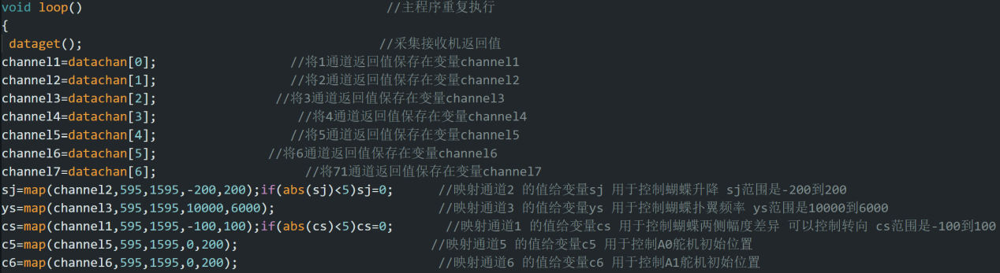 void loop() //主程序重复执行
{
dataget(); //采集接收机返回值
channel1=datachan[0]; //将1通道返回值保存在变量channel1
channel2=datachan[1]; //将2通道返回值保存在变量channel2
channel3=datachan[2]; //将3通道返回值保存在变量channel3
channel4=datachan[3]; //将4通道返回值保存在变量channel4
channel5=datachan[4]; //将5通道返回值保存在变量channel5
channel6=datachan[5]; //将6通道返回值保存在变量channel6
channel7=datachan[6]; //将71通道返回值保存在变量channel7
sj=map(channel2,595,1595,-200,200);if(abs(sj)<5)sj=0; //映射通道2 的值给变量sj 用于控制蝴蝶升降 sj范围是-200到200
ys=map(channel3,595,1595,10000,6000); //映射通道3 的值给变量ys 用于控制蝴蝶扑翼频率 ys范围是10000到6000
cs=map(channel1,595,1595,-100,100);if(abs(cs)<5)cs=0; //映射通道1 的值给变量cs 用于控制蝴蝶两侧幅度差异 可以控制转向 cs范围是-100到100
c5=map(channel5,595,1595,0,200); //映射通道5 的值给变量c5 用于控制A0舵机初始位置
c6=map(channel6,595,1595,0,200); //映射通道6 的值给变量c6 用于控制A1舵机初始位置